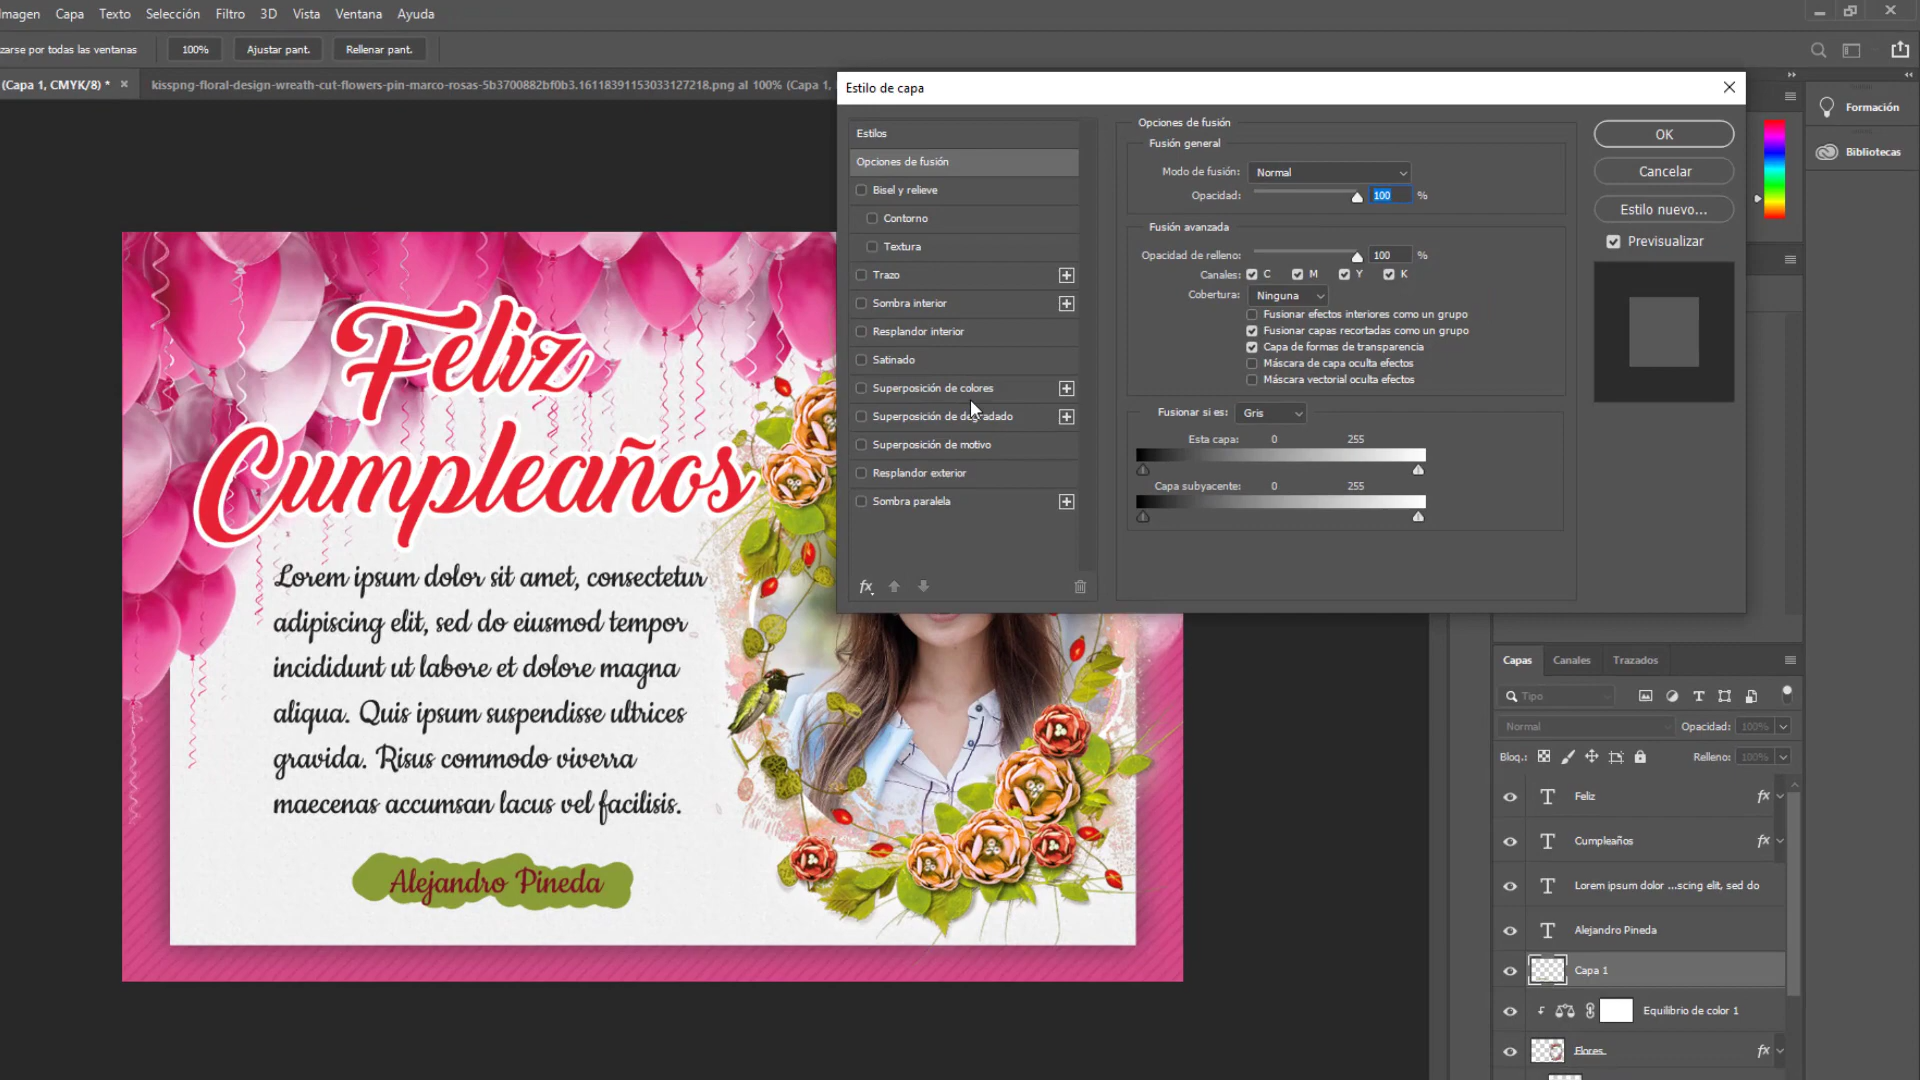 Imagen Capa Texto Selección Filtro 3D Vista Ventana Ayuda
zarse por todas las ventanas 100% Ajustar pant. Rellenar pant.
(Capa 1, CMYK/8) * × kisspng-floral-design-wreath-cut-flowers-pin-marco-rosas-5b3700882bf0b3.16118391153033127218.png al 100% (Capa 1,
Estilo de capa
Estilos
Opciones de fusión
Bisel y relieve
Contorno
Textura
Trazo
Sombra interior
Resplandor interior
Satinado
Superposición de colores
Superposición de degradado
Superposición de motivo
Resplandor exterior
Sombra paralela
fx
Opciones de fusión
Fusión general
Modo de fusión: Normal
Opacidad: 100 %
Fusión avanzada
Opacidad de relleno: 100 %
Canales: C M Y K
Cobertura: Ninguna
Fusionar efectos interiores como un grupo
Fusionar capas recortadas como un grupo
Capa de formas de transparencia
Máscara de capa oculta efectos
Máscara vectorial oculta efectos
Fusionar si es: Gris
Esta capa: 0 255
Capa subyacente: 0 255
OK
Cancelar
Estilo nuevo...
Previsualizar
Formación
Bibliotecas
Feliz
Cumpleaños
Lorem ipsum dolor sit amet, consectetur
adipiscing elit, sed do eiusmod tempor
incididunt ut labore et dolore magna
aliqua. Quis ipsum suspendisse ultrices
gravida. Risus commodo viverra
maecenas accumsan lacus vel facilisis.
Alejandro Pineda
Capas Canales Trazados
Tipo
Normal Opacidad: 100%
Bloq.: Relleno: 100%
T Feliz fx
T Cumpleaños fx
T Lorem ipsum dolor ...scing elit, sed do
T Alejandro Pineda
Capa 1
Equilibrio de color 1
Flores fx